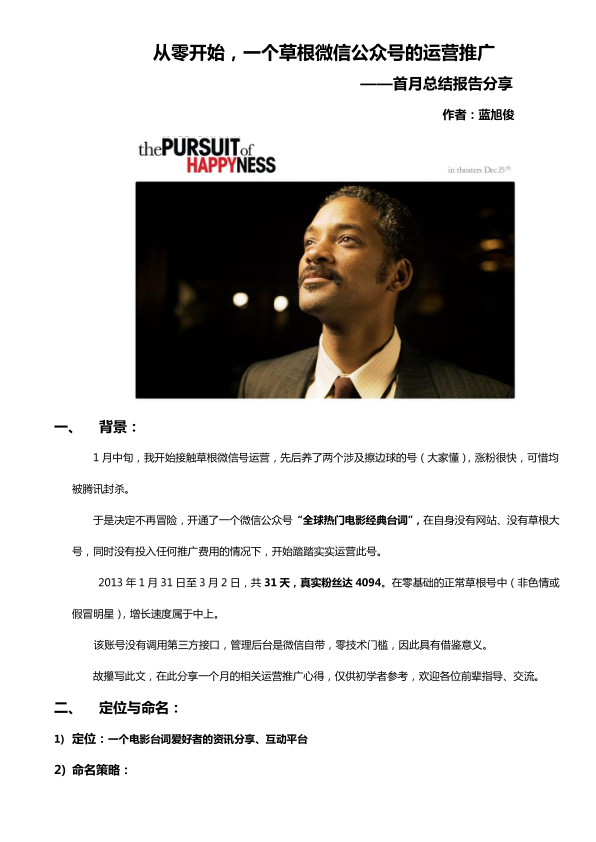 从零开始，一个草根微信公众号的运营推广
——首月总结报告分享
作者：蓝旭俊
the PURSUIT of
HAPPYNESS
in theaters Dec.15th
一、 背景：
1 月中旬，我开始接触草根微信号运营，先后养了两个涉及擦边球的号（大家懂），涨粉很快，可惜均
被腾讯封杀。
于是决定不再冒险，开通了一个微信公众号“全球热门电影经典台词”，在自身没有网站、没有草根大
号，同时没有投入任何推广费用的情况下，开始踏踏实实运营此号。
2013 年 1 月 31 日至 3 月 2 日，共 31 天，真实粉丝达 4094。在零基础的正常草根号中（非色情或
假冒明星），增长速度属于中上。
该账号没有调用第三方接口，管理后台是微信自带，零技术门槛，因此具有借鉴意义。
故撰写此文，在此分享一个月的相关运营推广心得，仅供初学者参考，欢迎各位前辈指导、交流。
二、 定位与命名：
1) 定位：一个电影台词爱好者的资讯分享、互动平台
2) 命名策略：